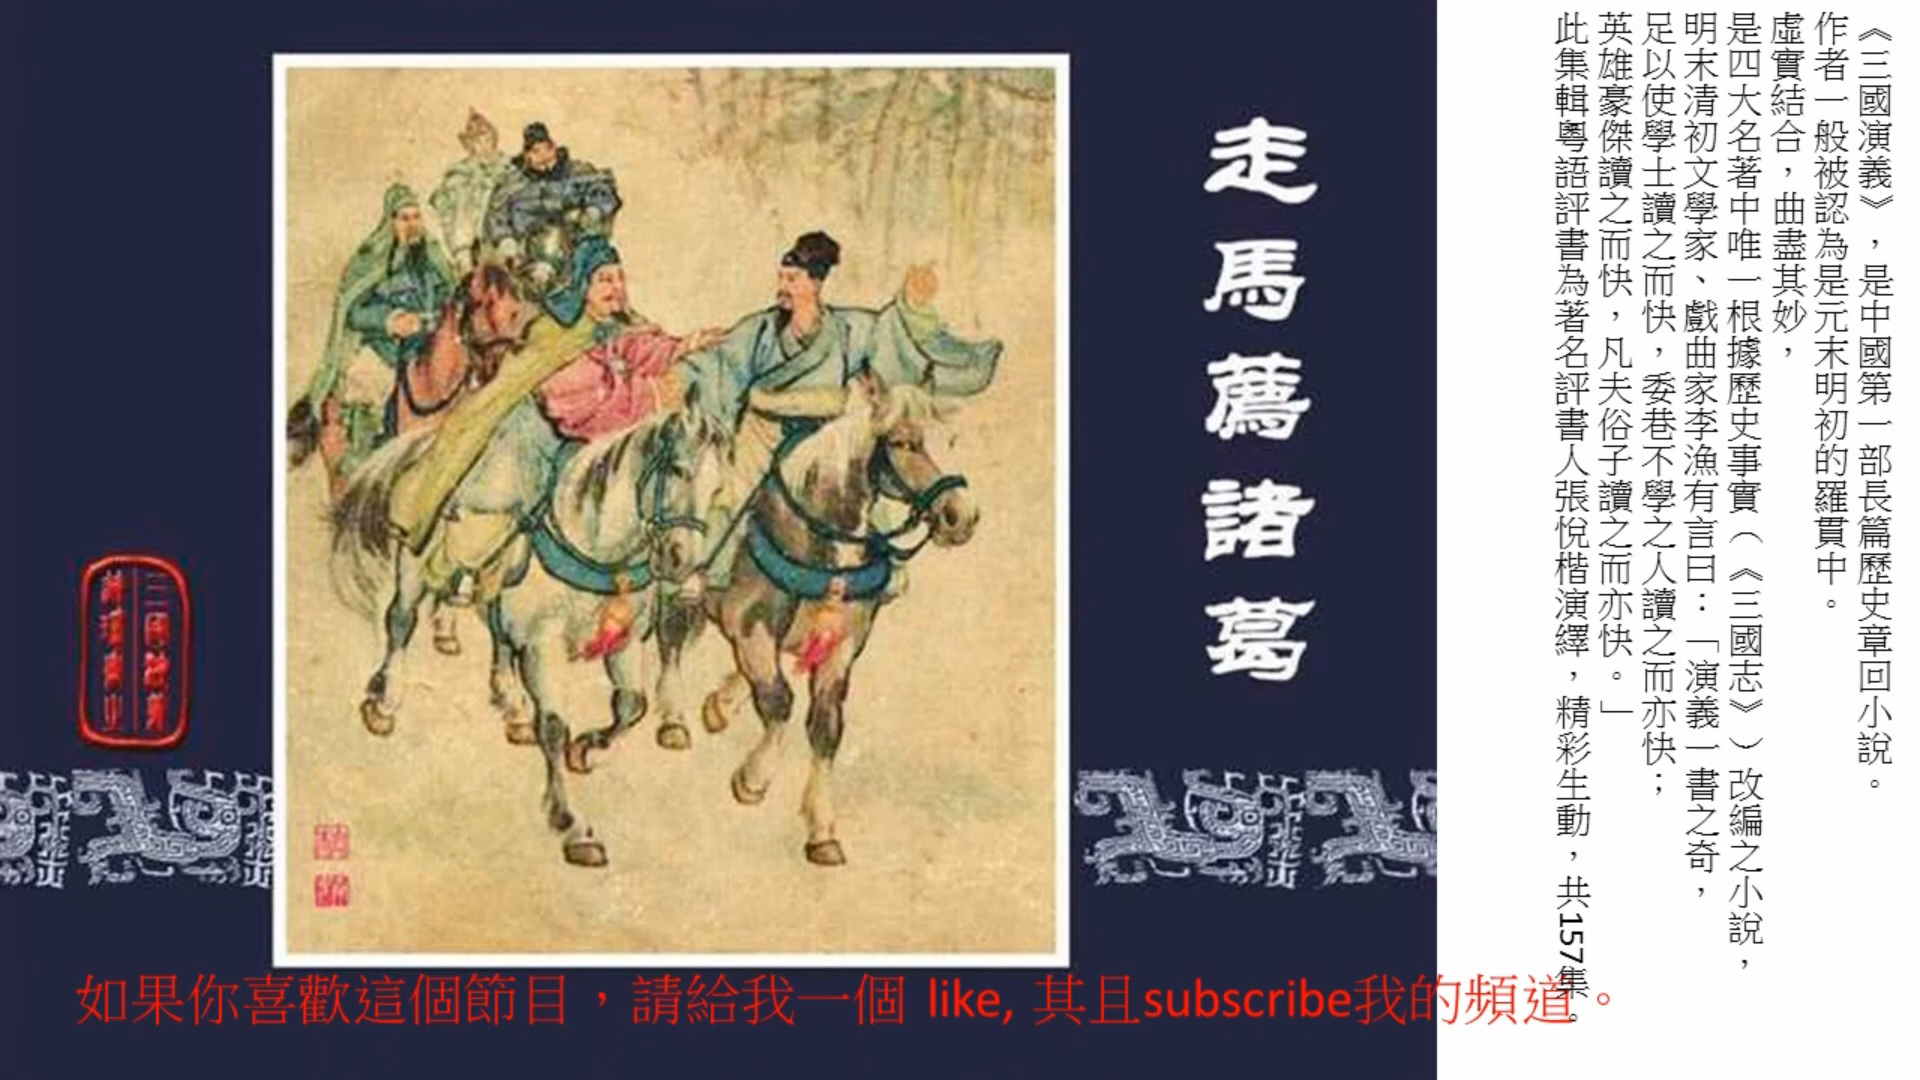 《三國演義》，是中國第一部長篇歷史章回小說。
作者一般被認為是元末明初的羅貫中。
虛實結合，曲盡其妙，
是四大名著中唯一根據歷史事實（《三國志》）改編之小說，
明末清初文學家、戲曲家李漁有言曰：「演義一書之奇，
足以使學士讀之而快，委巷不學之人讀之而亦快；
英雄豪傑讀之而快，凡夫俗子讀之而亦快。」
此集輯粵語評書為著名評書人張悅楷演繹，精彩生動，共157集。
走馬薦諸葛
如果你喜歡這個節目，請給我一個 like, 其且subscribe我的頻道。